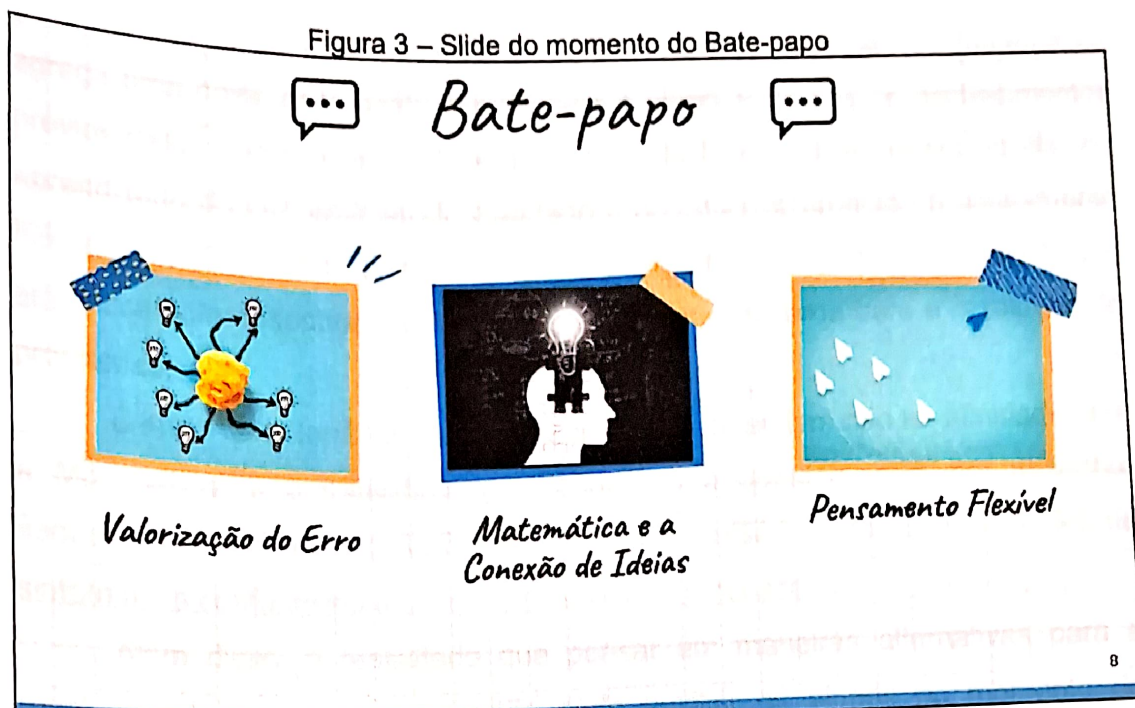 Figura 3 – Slide do momento do Bate-papo
Bate-papo
Valorização do Erro
Matemática e a
Conexão de Ideias
Pensamento Flexível
8